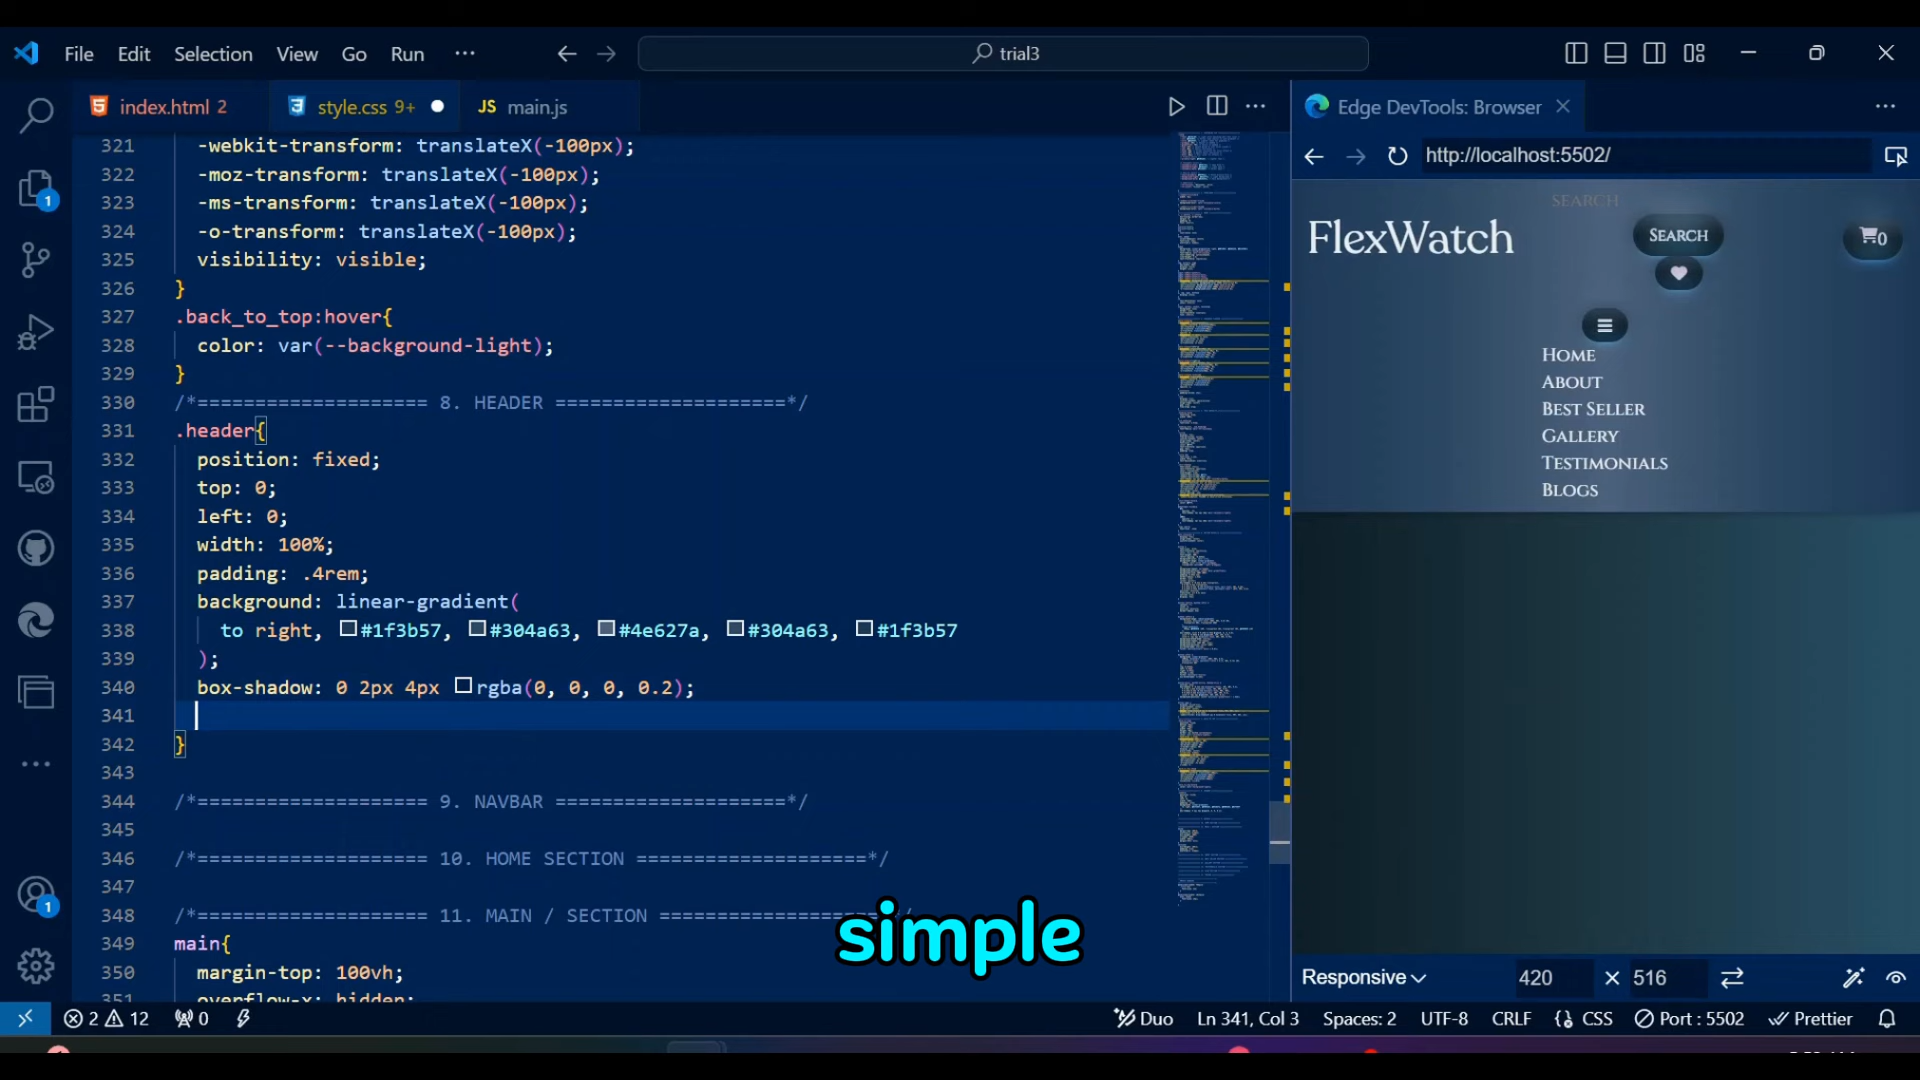 File Edit Selection View Go Run ··· trial3
index.html 2 style.css 9+ JS main.js
321 -webkit-transform: translateX(-100px);
322 -moz-transform: translateX(-100px);
323 -ms-transform: translateX(-100px);
324 -o-transform: translateX(-100px);
325 visibility: visible;
326 }
327 .back_to_top:hover{
328 color: var(--background-light);
329 }
330 /*==================== 8. HEADER ====================*/
331 .header{
332 position: fixed;
333 top: 0;
334 left: 0;
335 width: 100%;
336 padding: .4rem;
337 background: linear-gradient(
338 to right, #1f3b57, #304a63, #4e627a, #304a63, #1f3b57
339 );
340 box-shadow: 0 2px 4px rgba(0, 0, 0, 0.2);
341
342 }
343
344 /*==================== 9. NAVBAR ====================*/
345
346 /*==================== 10. HOME SECTION ====================*/
347
348 /*==================== 11. MAIN / SECTION ====================*/
349 main{
350 margin-top: 100vh;
351 overflow-x: hidden;
simple
Edge DevTools: Browser
http://localhost:5502/
SEARCH
FlexWatch
SEARCH
0
HOME
ABOUT
BEST SELLER
GALLERY
TESTIMONIALS
BLOGS
Responsive 420 × 516
1
1
2 12 0 Duo Ln 341, Col 3 Spaces: 2 UTF-8 CRLF {} CSS Port : 5502 Prettier